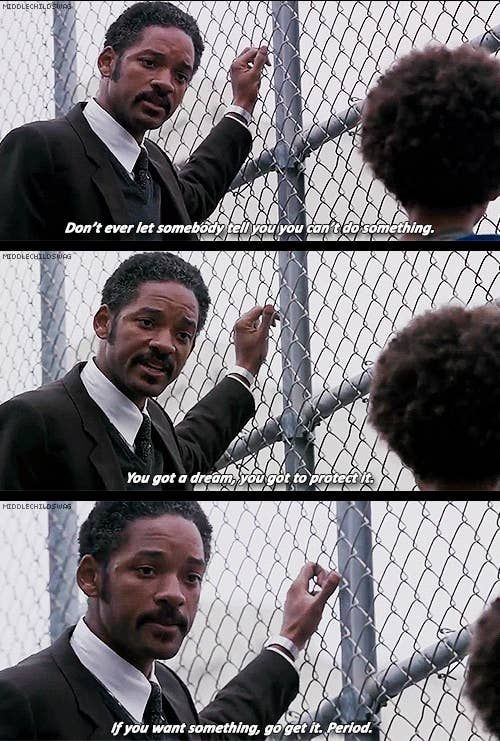 MIDDLECHILDSWAG
Don't ever let somebody tell you you can't do something.
MIDDLECHILDSWAG
You got a dream, you got to protect it.
MIDDLECHILDSWAG
If you want something, go get it. Period.